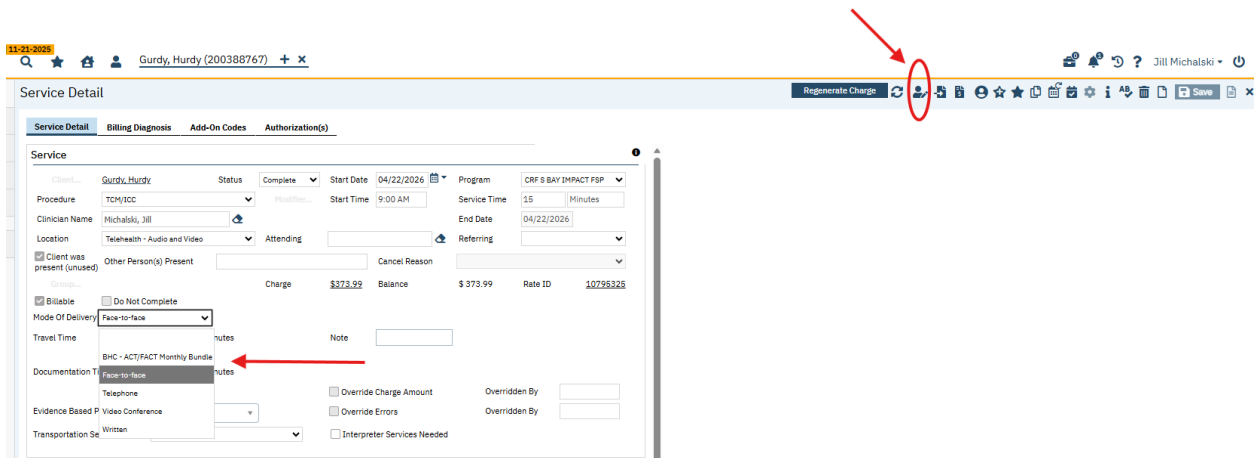 11-21-2025
Gurdy, Hurdy (200388767)
Jill Michalski
Service Detail
Regenerate Charge
Save
Service Detail Billing Diagnosis Add-On Codes Authorization(s)
Service
Client... Gurdy, Hurdy Status Complete Start Date 04/22/2026 Program CRF S BAY IMPACT FSP
Procedure TCM/ICC Modifier... Start Time 9:00 AM Service Time 15 Minutes
Clinician Name Michalski, Jill End Date 04/22/2026
Location Telehealth - Audio and Video Attending Referring
Client was present (unused) Other Person(s) Present Cancel Reason
Group... Charge $373.99 Balance $ 373.99 Rate ID 10795325
Billable Do Not Complete
Mode Of Delivery Face-to-face
Travel Time nutes Note
BHC - ACT/FACT Monthly Bundle
Documentation Ti Face-to-face nutes
Telephone Override Charge Amount Overridden By
Evidence Based P Video Conference Override Errors Overridden By
Written
Transportation Se Interpreter Services Needed